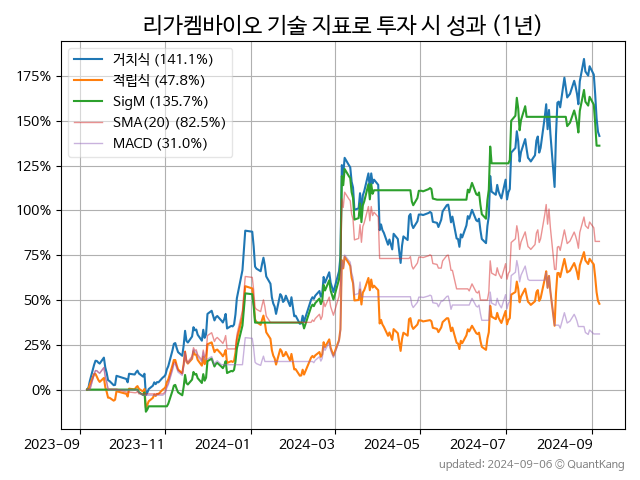 리가켐바이오 기술 지표로 투자 시 성과 (1년)
거치식 (141.1%)
적립식 (47.8%)
SigM (135.7%)
SMA(20) (82.5%)
MACD (31.0%)
175%
150%
125%
100%
75%
50%
25%
0%
2023-09 2023-11 2024-01 2024-03 2024-05 2024-07 2024-09
updated: 2024-09-06 © QuantKang